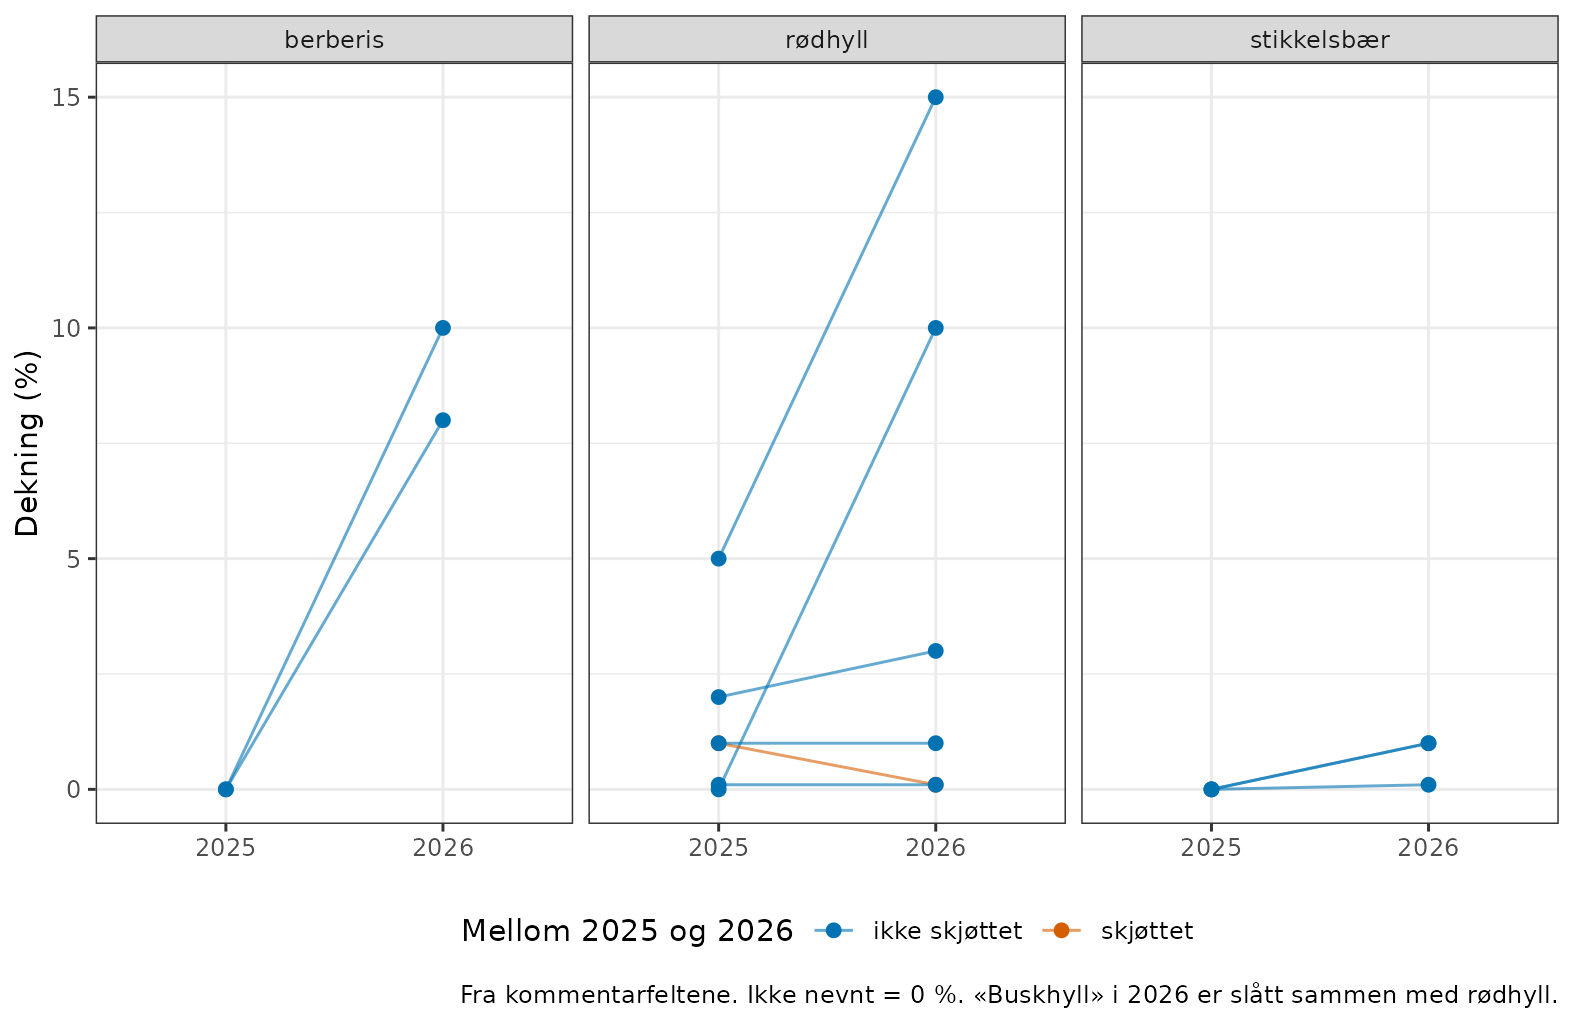 berberis
rødhyll
stikkelsbær
Dekning (%)
15
10
5
0
2025
2026
2025
2026
2025
2026
Mellom 2025 og 2026
ikke skjøttet
skjøttet
Fra kommentarfeltene. Ikke nevnt = 0 %. «Buskhyll» i 2026 er slått sammen med rødhyll.